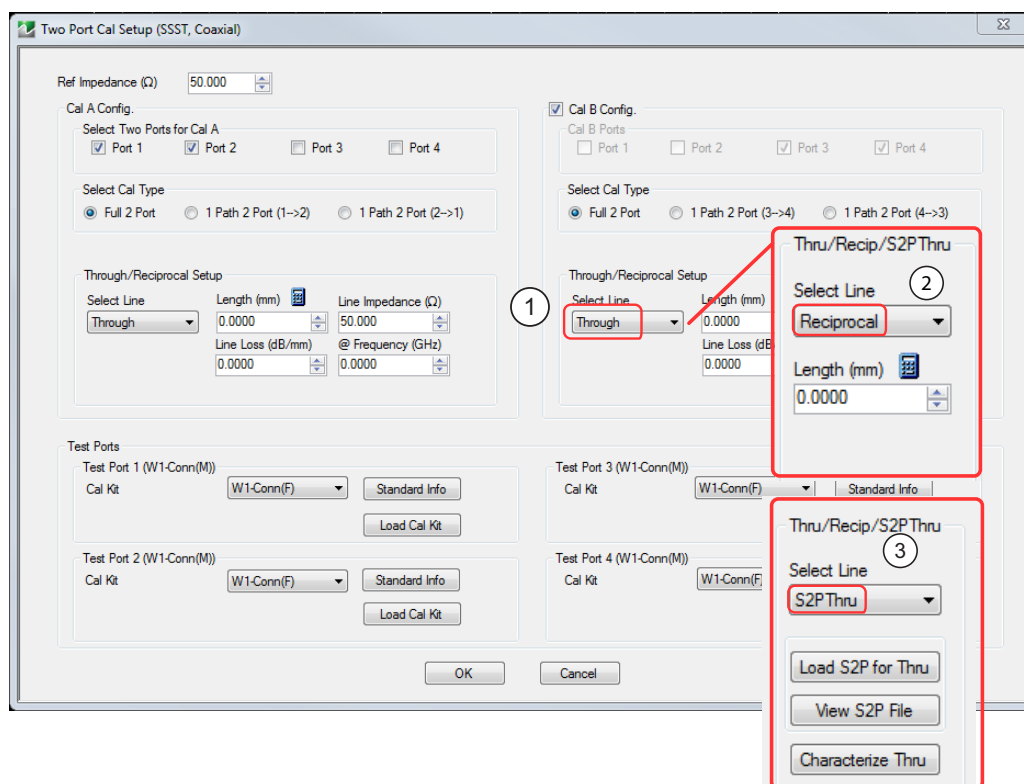 Two Port Cal Setup (SSST, Coaxial)
Ref Impedance (Ω) 50.000
Cal A Config.
Select Two Ports for Cal A
Port 1 Port 2 Port 3 Port 4
Select Cal Type
Full 2 Port 1 Path 2 Port (1-->2) 1 Path 2 Port (2-->1)
Through/Reciprocal Setup
Select Line Length (mm) Line Impedance (Ω)
Through 0.0000 50.000
Line Loss (dB/mm) @ Frequency (GHz)
0.0000 0.0000
Cal B Config.
Cal B Ports
Port 1 Port 2 Port 3 Port 4
Select Cal Type
Full 2 Port 1 Path 2 Port (3-->4) 1 Path 2 Port (4-->3)
Through/Reciprocal Setup
1
Select Line Length (mm)
Through 0.0000
Line Loss (dB
0.0000
Thru/Recip/S2PThru
2
Select Line
Reciprocal
Length (mm)
0.0000
Test Ports
Test Port 1 (W1-Conn(M))
Cal Kit W1-Conn(F) Standard Info
Load Cal Kit
Test Port 2 (W1-Conn(M))
Cal Kit W1-Conn(F) Standard Info
Load Cal Kit
Test Port 3 (W1-Conn(M))
Cal Kit W1-Conn(F) Standard Info
Test Port 4 (W1-Conn(M))
Cal Kit W1-Conn(F)
Thru/Recip/S2PThru
3
Select Line
S2PThru
Load S2P for Thru
View S2P File
Characterize Thru
OK Cancel